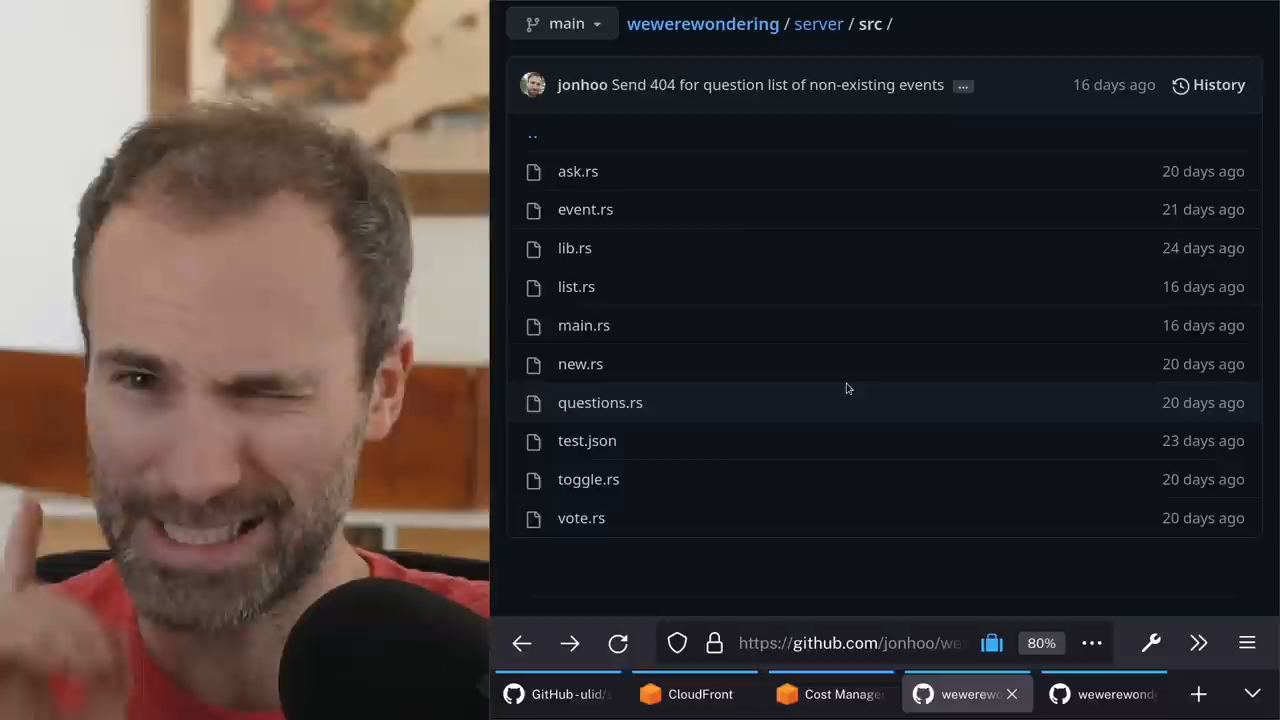 main
wewerewondering / server / src /
jonhoo Send 404 for question list of non-existing events ... 16 days ago History
..
ask.rs 20 days ago
event.rs 21 days ago
lib.rs 24 days ago
list.rs 16 days ago
main.rs 16 days ago
new.rs 20 days ago
questions.rs 20 days ago
test.json 23 days ago
toggle.rs 20 days ago
vote.rs 20 days ago
https://github.com/jonhoo/we 80%
GitHub - ulid/ CloudFront Cost Manage wewerewo wewerewond